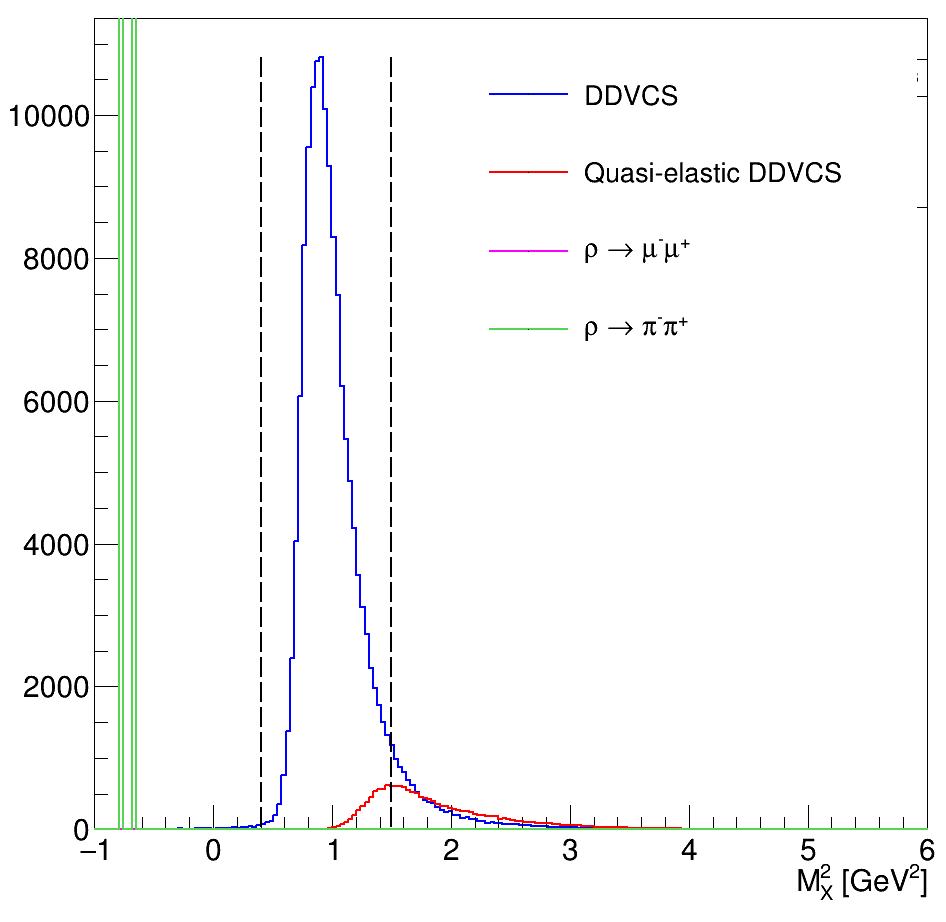 10000
8000
6000
4000
2000
0
DDVCS
Quasi-elastic DDVCS
ρ → μ⁻μ⁺
ρ → π⁻π⁺
−1 0 1 2 3 4 5 6
M²_X [GeV²]